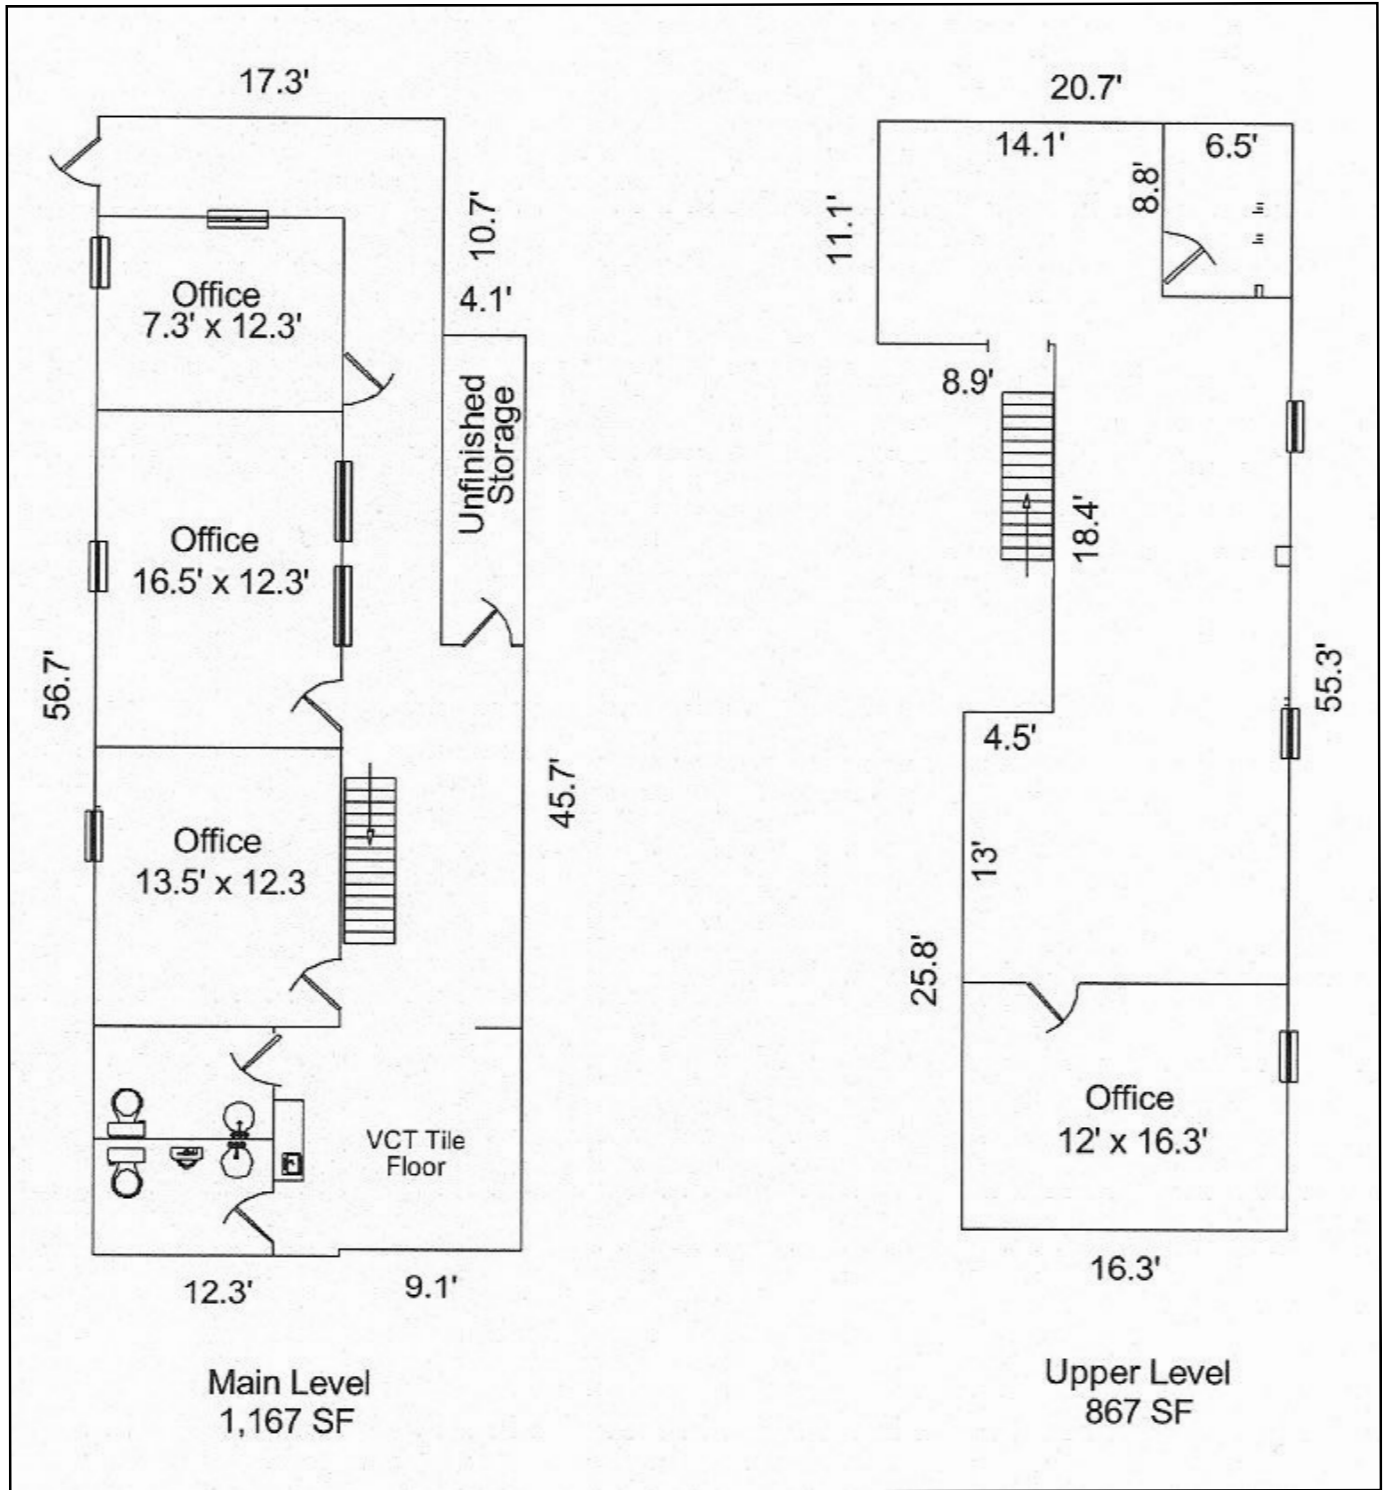 17.3'
10.7'
4.1'
Office
7.3' x 12.3'
Unfinished
Storage
Office
16.5' x 12.3'
56.7'
45.7'
Office
13.5' x 12.3
VCT Tile
Floor
12.3'
9.1'
Main Level
1,167 SF
20.7'
14.1'
6.5'
8.8'
11.1'
8.9'
18.4'
55.3'
4.5'
13'
25.8'
Office
12' x 16.3'
16.3'
Upper Level
867 SF